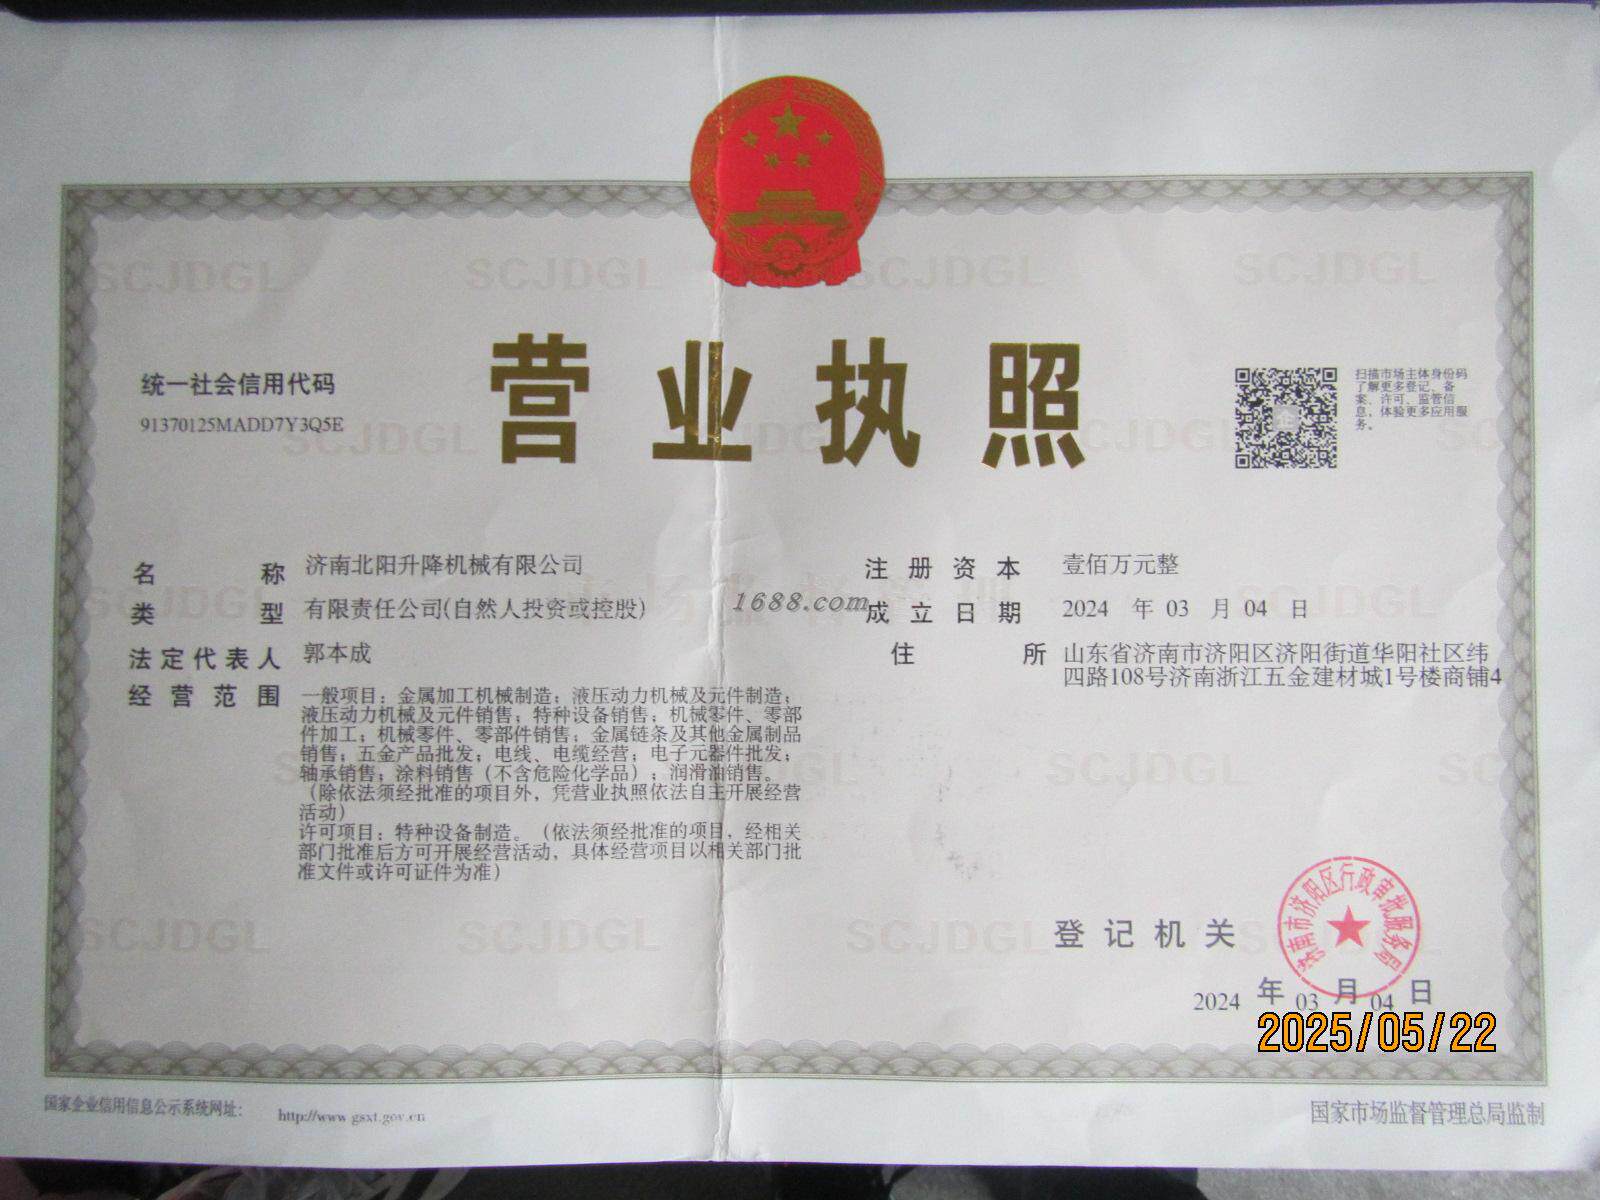 营业执照
统一社会信用代码
91370125MADD7Y3Q5E
扫描市场主体身份码
了解更多登记、备
案、许可、监管信
息，体验更多应用服
务。
名称 济南北阳升降机械有限公司
类型 有限责任公司(自然人投资或控股)
法定代表人 郭本成
经营范围 一般项目：金属加工机械制造；液压动力机械及元件制造；
液压动力机械及元件销售；特种设备销售；机械零件、零部
件加工；机械零件、零部件销售；金属链条及其他金属制品
销售；五金产品批发；电线、电缆经营；电子元器件批发；
轴承销售；涂料销售（不含危险化学品）；润滑油销售。
（除依法须经批准的项目外，凭营业执照依法自主开展经营
活动）
许可项目：特种设备制造。（依法须经批准的项目，经相关
部门批准后方可开展经营活动，具体经营项目以相关部门批
准文件或许可证件为准）
1688.com
注册资本 壹佰万元整
成立日期 2024 年 03 月 04 日
住所 山东省济南市济阳区济阳街道华阳社区纬
四路108号济南浙江五金建材城1号楼商铺4
登记机关
济南市济阳区行政审批服务局
2024 年 03 月 04 日
2025/05/22
国家企业信用信息公示系统网址：http://www.gsxt.gov.cn
国家市场监督管理总局监制
SCJDGL